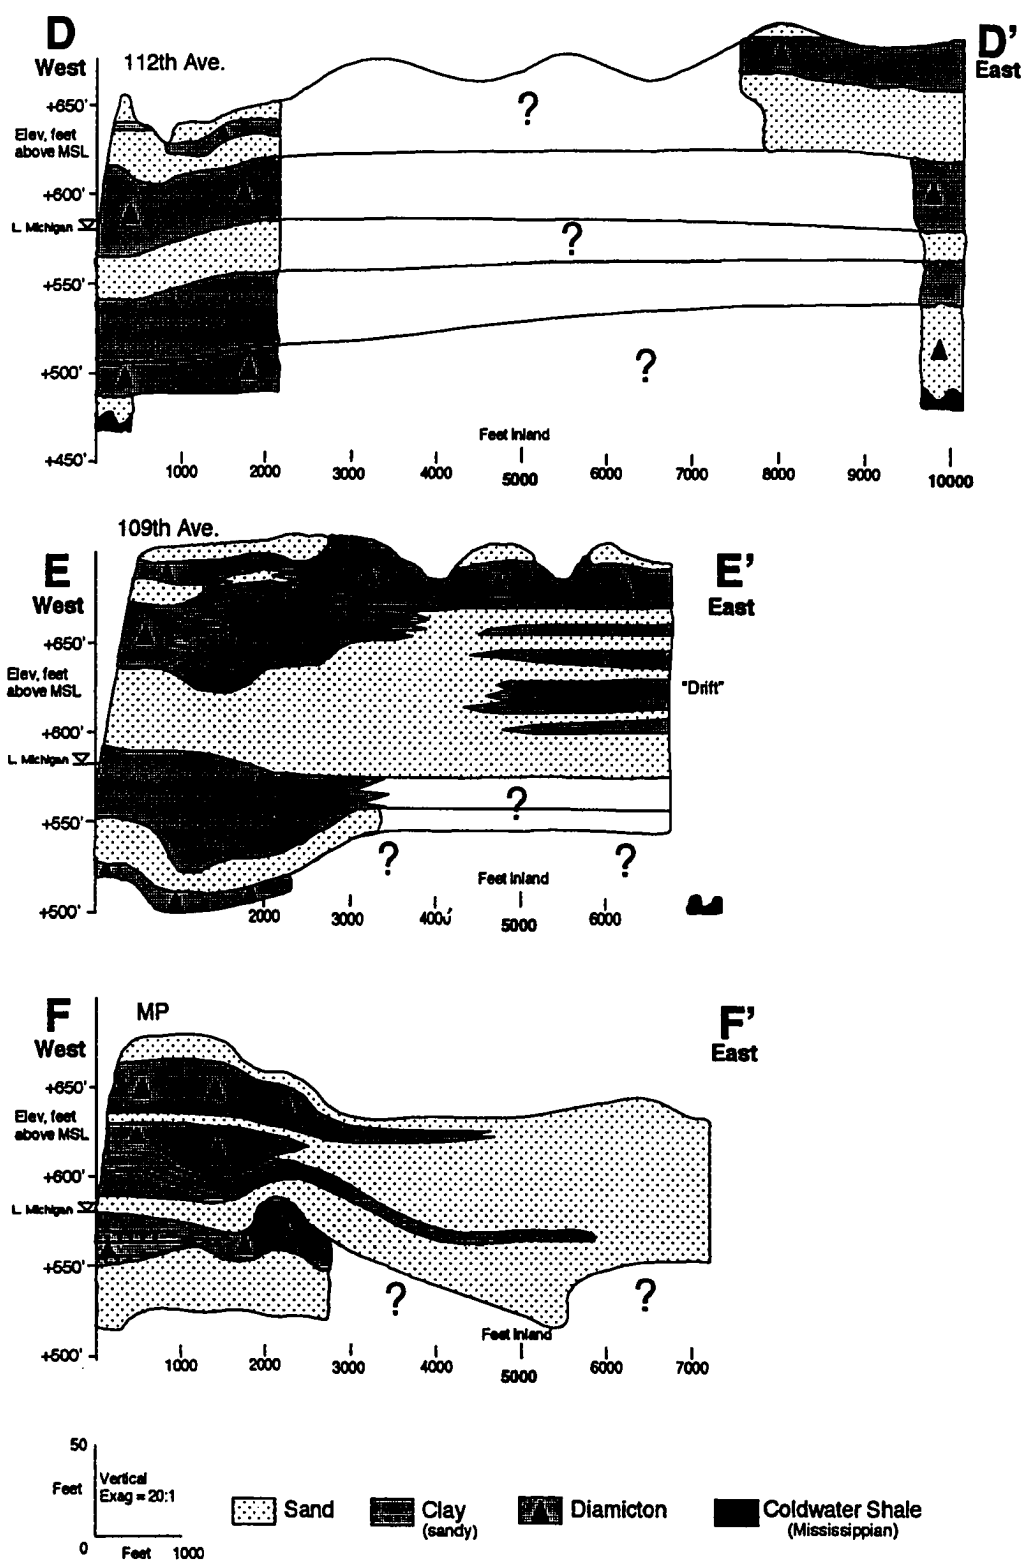 D
West
112th Ave.
D'
East
+650'
Elev, feet
above MSL
?
+600'
L. Michigan
?
+550'
+500'
?
+450'
Feet Inland
1000 2000 3000 4000 5000 6000 7000 8000 9000 10000
109th Ave.
E
West
E'
East
+650'
Elev, feet
above MSL
"Drift"
+600'
L. Michigan
?
+550'
? ?
+500'
Feet Inland
2000 3000 4000 5000 6000
F
West
MP
F'
East
+650'
Elev, feet
above MSL
+600'
L. Michigan
+550'
? ?
+500'
Feet Inland
1000 2000 3000 4000 5000 6000 7000
50
Feet
Vertical
Exag = 20:1
0
Feet 1000
Sand
Clay
(sandy)
Diamicton
Coldwater Shale
(Mississippian)